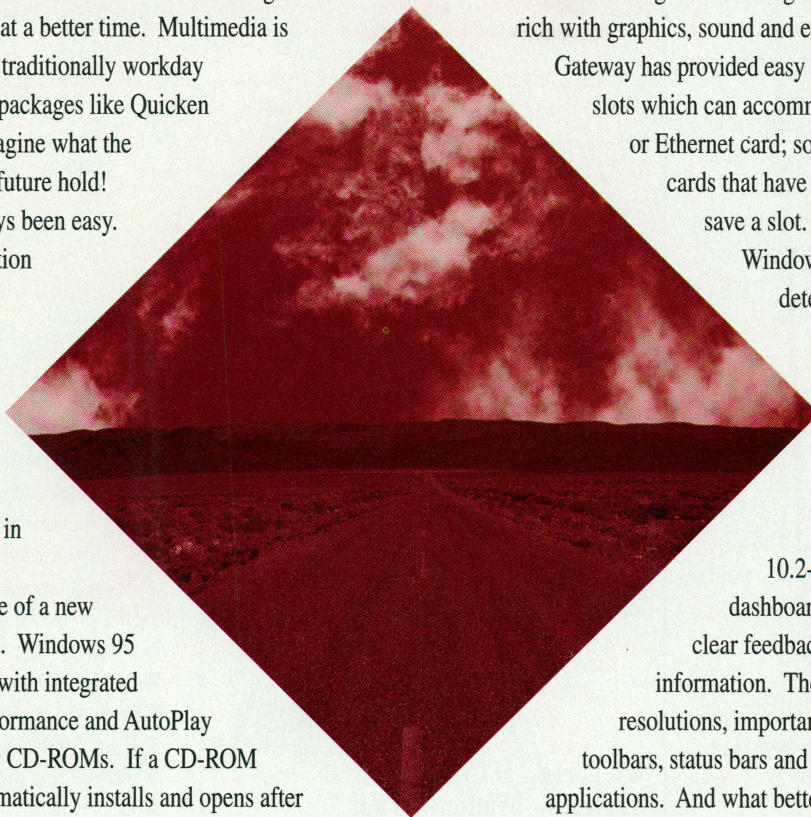 at a better time. Multimedia is
traditionally workday
packages like Quicken
agine what the
future hold!
ys been easy.
tion
in
e of a new
. Windows 95
with integrated
ormance and AutoPlay
CD-ROMs. If a CD-ROM
matically installs and opens after
rich with graphics, sound and e
Gateway has provided easy
slots which can accomm
or Ethernet card; so
cards that have
save a slot.
Window
dete
10.2-
dashboar
clear feedbac
information. The
resolutions, importan
toolbars, status bars and
applications. And what bette